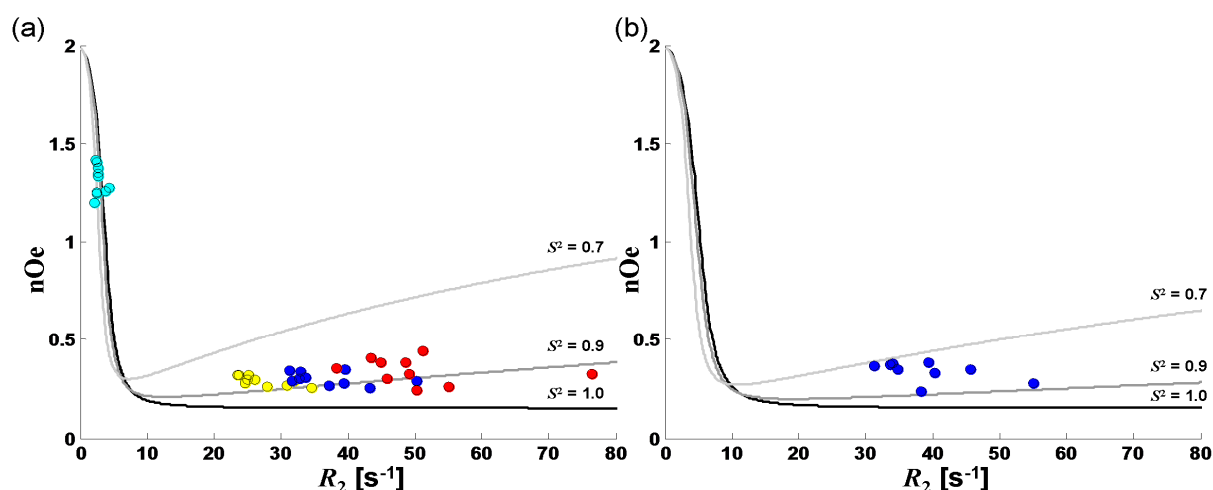 (a)
nOe
2
1.5
1
0.5
0
0 10 20 30 40 50 60 70 80
R₂ [s⁻¹]
S² = 0.7
S² = 0.9
S² = 1.0
(b)
nOe
2
1.5
1
0.5
0
0 10 20 30 40 50 60 70 80
R₂ [s⁻¹]
S² = 0.7
S² = 0.9
S² = 1.0